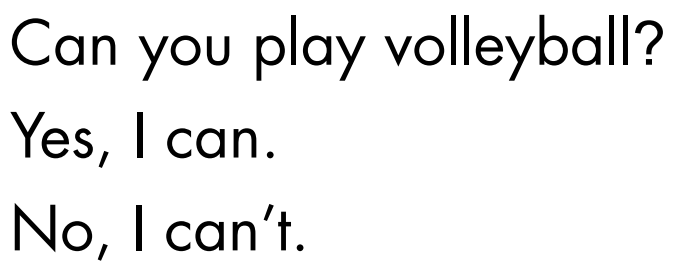 Can you play volleyball?
Yes, I can.
No, I can’t.